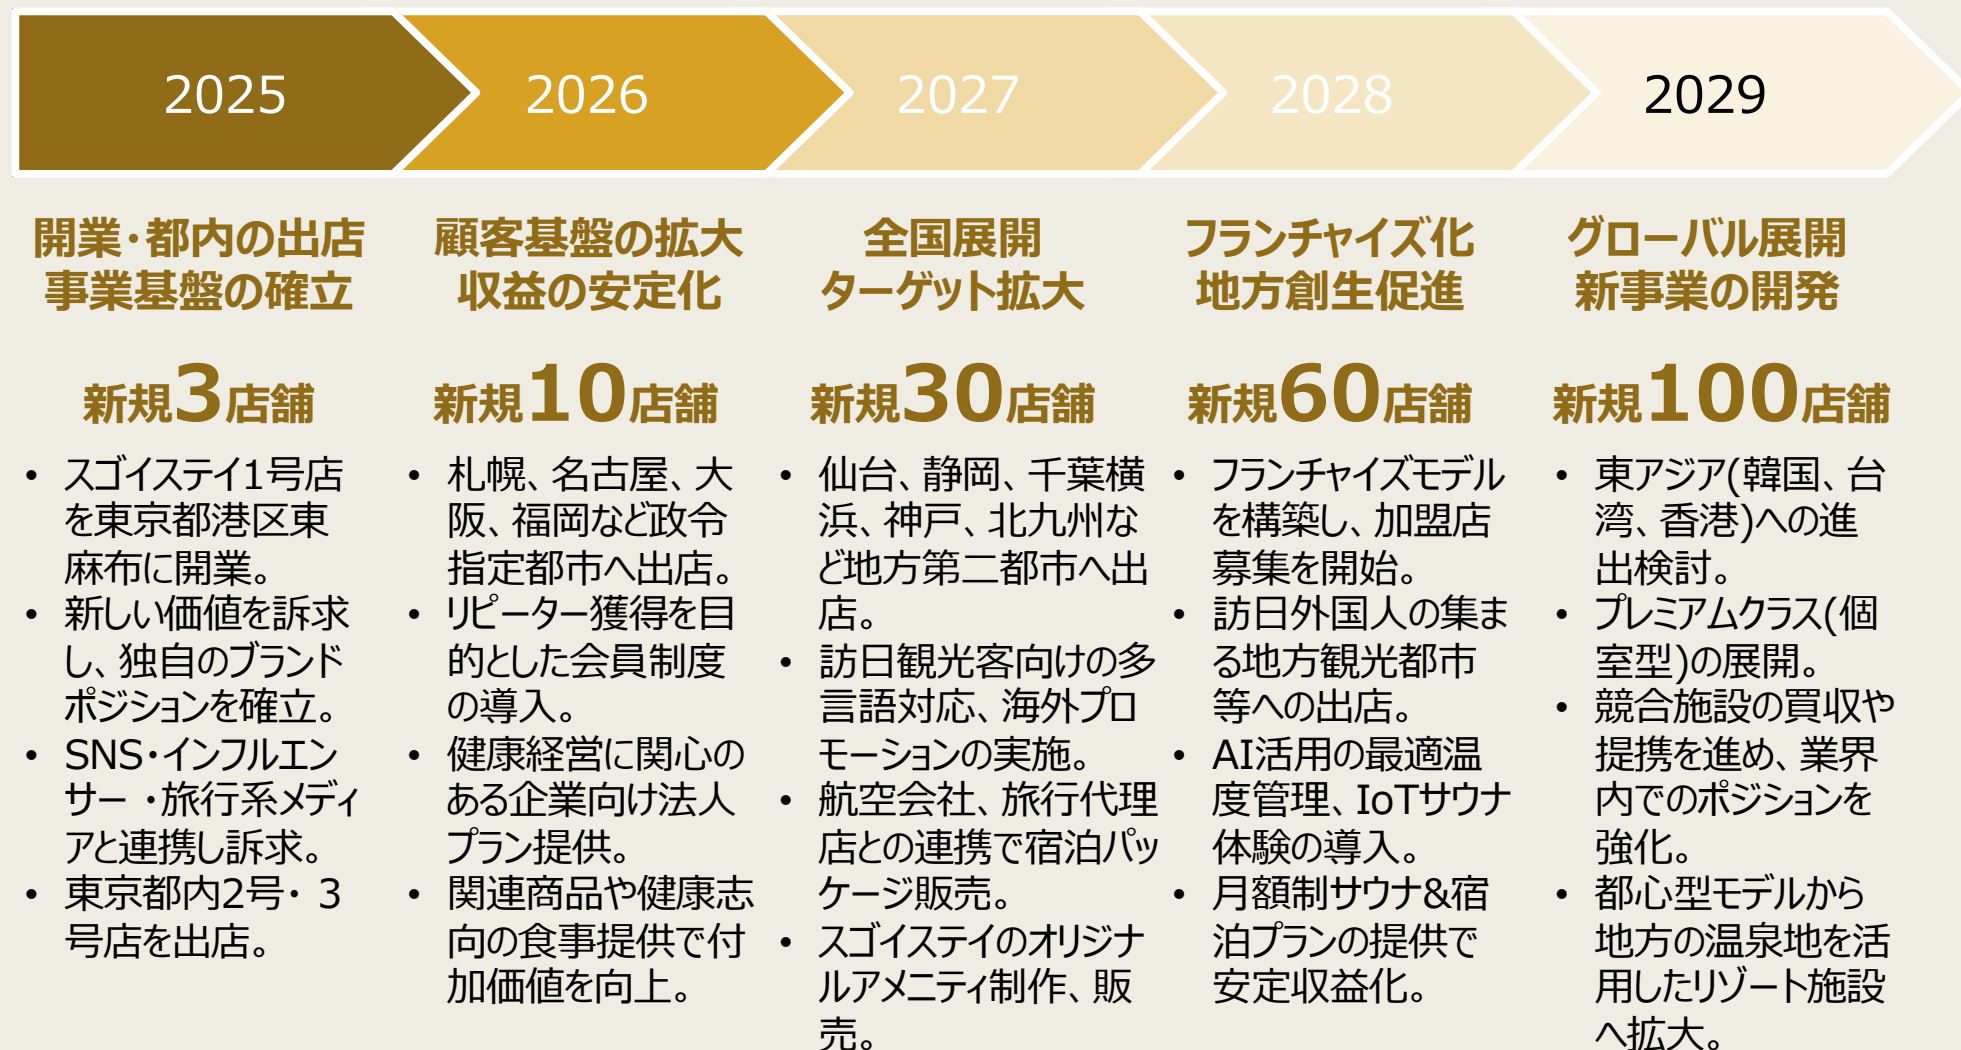 2025
2026
2027
2028
2029
開業・都内の出店
事業基盤の確立
新規3店舗
• スゴイステイ1号店
を東京都港区東
麻布に開業。
• 新しい価値を訴求
し、独自のブランド
ポジションを確立。
• SNS・インフルエン
サー ・旅行系メディ
アと連携し訴求。
• 東京都内2号・ 3
号店を出店。
顧客基盤の拡大
収益の安定化
新規10店舗
• 札幌、名古屋、大
阪、福岡など政令
指定都市へ出店。
• リピーター獲得を目
的とした会員制度
の導入。
• 健康経営に関心の
ある企業向け法人
プラン提供。
• 関連商品や健康志
向の食事提供で付
加価値を向上。
全国展開
ターゲット拡大
新規30店舗
• 仙台、静岡、千葉横
浜、神戸、北九州な
ど地方第二都市へ出
店。
• 訪日観光客向けの多
言語対応、海外プロ
モーションの実施。
• 航空会社、旅行代理
店との連携で宿泊パッ
ケージ販売。
• スゴイステイのオリジナ
ルアメニティ制作、販
売。
フランチャイズ化
地方創生促進
新規60店舗
• フランチャイズモデル
を構築し、加盟店
募集を開始。
• 訪日外国人の集ま
る地方観光都市
等への出店。
• AI活用の最適温
度管理、IoTサウナ
体験の導入。
• 月額制サウナ&宿
泊プランの提供で
安定収益化。
グローバル展開
新事業の開発
新規100店舗
• 東アジア(韓国、台
湾、香港)への進
出検討。
• プレミアムクラス(個
室型)の展開。
• 競合施設の買収や
提携を進め、業界
内でのポジションを
強化。
• 都心型モデルから
地方の温泉地を活
用したリゾート施設
へ拡大。